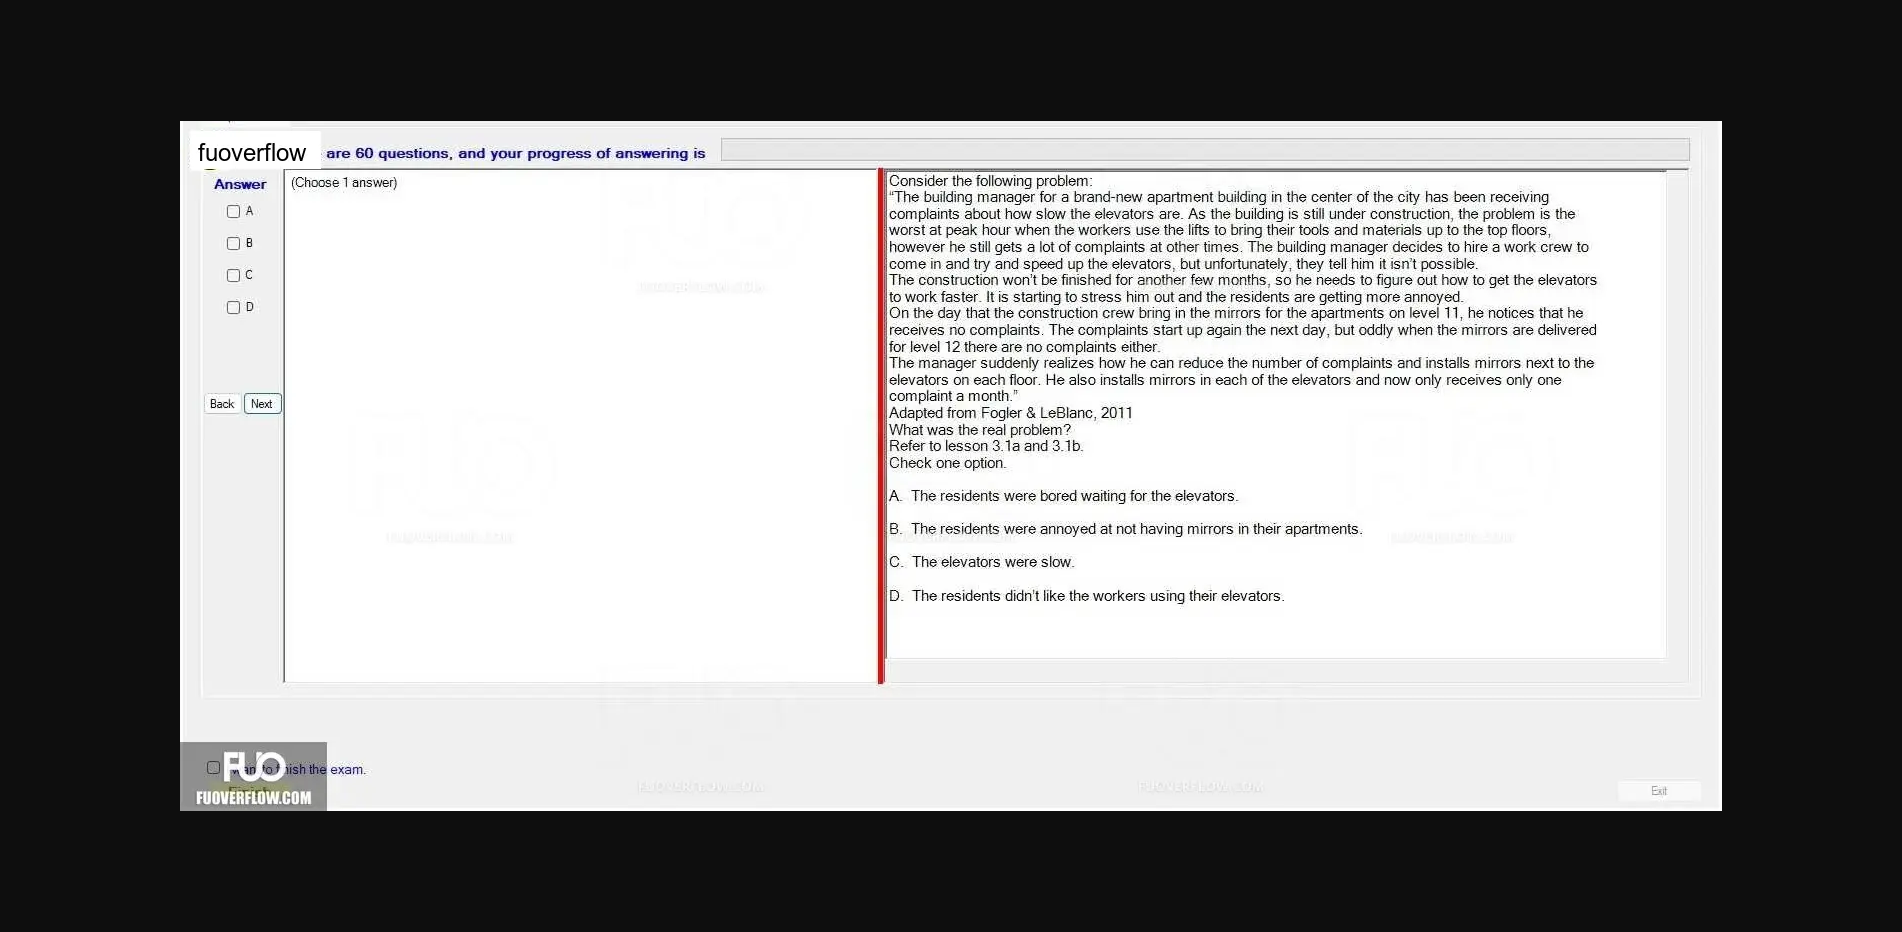 fuoverflow are 60 questions, and your progress of answering is
Answer
A
B
C
D
Back Next
(Choose 1 answer)
Consider the following problem:
“The building manager for a brand-new apartment building in the center of the city has been receiving
complaints about how slow the elevators are. As the building is still under construction, the problem is the
worst at peak hour when the workers use the lifts to bring their tools and materials up to the top floors,
however he still gets a lot of complaints at other times. The building manager decides to hire a work crew to
come in and try and speed up the elevators, but unfortunately, they tell him it isn’t possible.
The construction won’t be finished for another few months, so he needs to figure out how to get the elevators
to work faster. It is starting to stress him out and the residents are getting more annoyed.
On the day that the construction crew bring in the mirrors for the apartments on level 11, he notices that he
receives no complaints. The complaints start up again the next day, but oddly when the mirrors are delivered
for level 12 there are no complaints either.
The manager suddenly realizes how he can reduce the number of complaints and installs mirrors next to the
elevators on each floor. He also installs mirrors in each of the elevators and now only receives only one
complaint a month.”
Adapted from Fogler & LeBlanc, 2011
What was the real problem?
Refer to lesson 3.1a and 3.1b.
Check one option.
A. The residents were bored waiting for the elevators.
B. The residents were annoyed at not having mirrors in their apartments.
C. The elevators were slow.
D. The residents didn’t like the workers using their elevators.
FUO
want to finish the exam.
Finish
FUOVERFLOW.COM
FUOVERFLOW.COM
FUOVERFLOW.COM
Exit